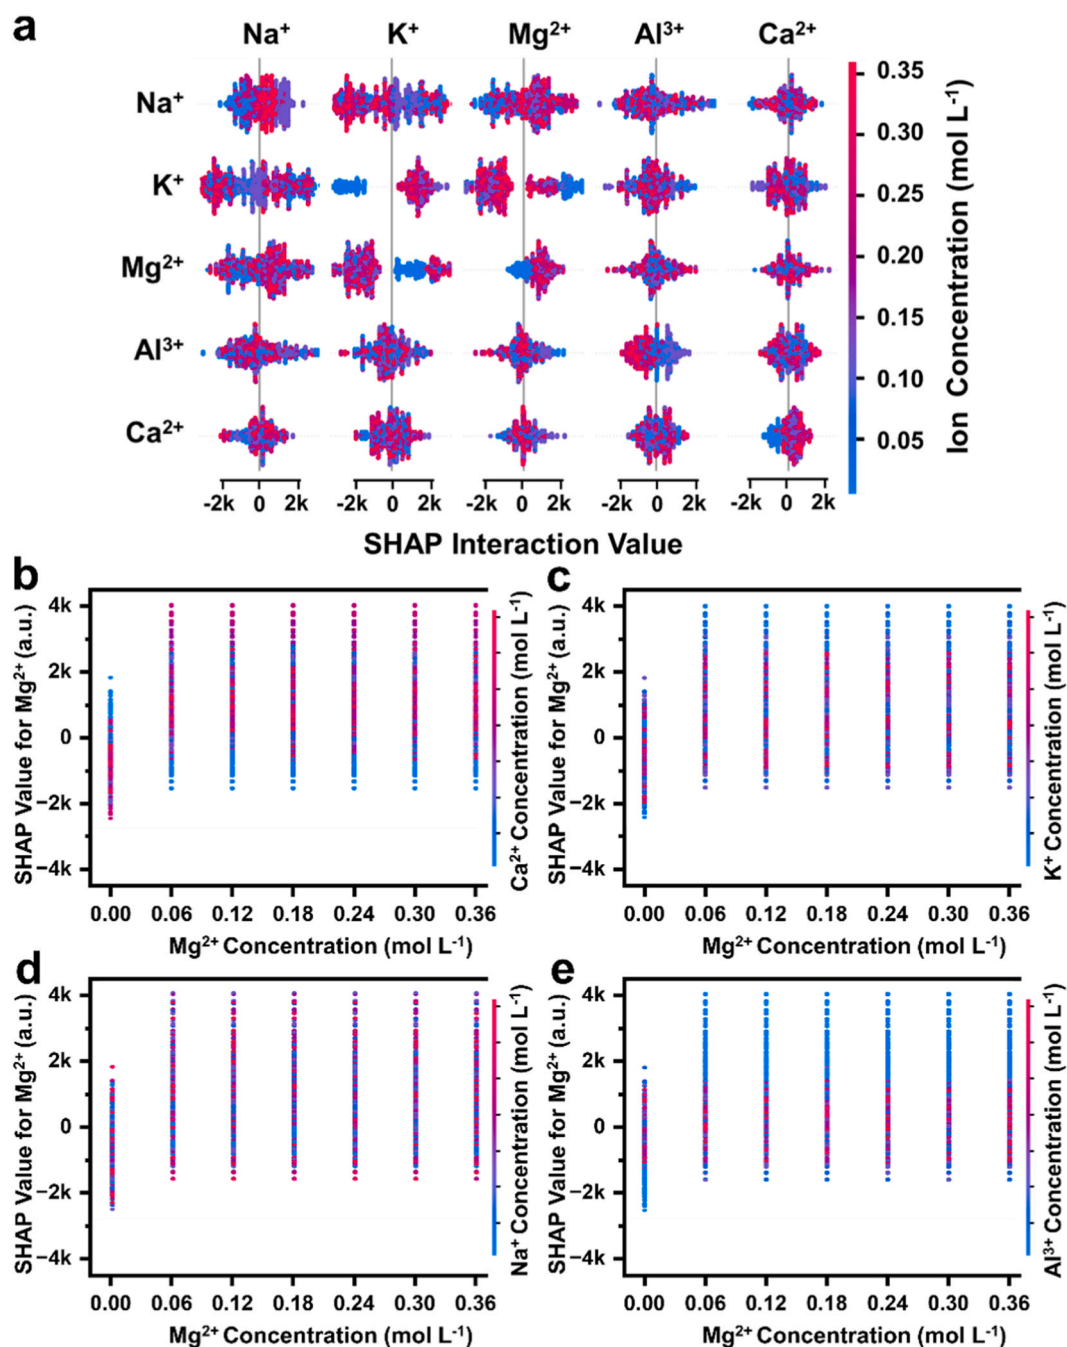 a
Na⁺ K⁺ Mg²⁺ Al³⁺ Ca²⁺
Na⁺
K⁺
Mg²⁺
Al³⁺
Ca²⁺
-2k 0 2k -2k 0 2k -2k 0 2k -2k 0 2k -2k 0 2k
SHAP Interaction Value
0.35
0.30
0.25
0.20
0.15
0.10
0.05
Ion Concentration (mol L⁻¹)
b
SHAP Value for Mg²⁺ (a.u.)
4k
2k
0
−2k
−4k
0.00 0.06 0.12 0.18 0.24 0.30 0.36
Mg²⁺ Concentration (mol L⁻¹)
Ca²⁺ Concentration (mol L⁻¹)
c
SHAP Value for Mg²⁺ (a.u.)
4k
2k
0
−2k
−4k
0.00 0.06 0.12 0.18 0.24 0.30 0.36
Mg²⁺ Concentration (mol L⁻¹)
K⁺ Concentration (mol L⁻¹)
d
SHAP Value for Mg²⁺ (a.u.)
4k
2k
0
−2k
−4k
0.00 0.06 0.12 0.18 0.24 0.30 0.36
Mg²⁺ Concentration (mol L⁻¹)
Na⁺ Concentration (mol L⁻¹)
e
SHAP Value for Mg²⁺ (a.u.)
4k
2k
0
−2k
−4k
0.00 0.06 0.12 0.18 0.24 0.30 0.36
Mg²⁺ Concentration (mol L⁻¹)
Al³⁺ Concentration (mol L⁻¹)